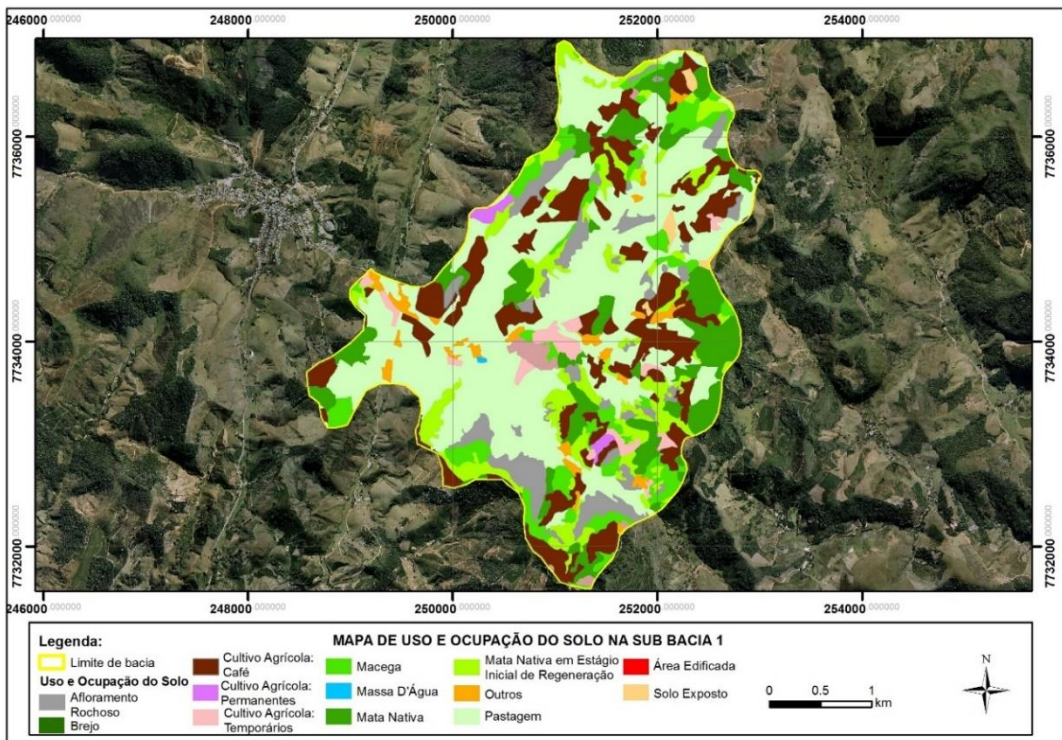 246000.000000 248000.000000 250000.000000 252000.000000 254000.000000
7736000.000000 7736000.000000
7734000.000000 7734000.000000
7732000.000000 7732000.000000
246000.000000 248000.000000 250000.000000 252000.000000 254000.000000
MAPA DE USO E OCUPAÇÃO DO SOLO NA SUB BACIA 1
Legenda:
Limite de bacia
Uso e Ocupação do Solo
Afloramento
Rochoso
Brejo
Cultivo Agrícola:
Café
Cultivo Agrícola:
Permanentes
Cultivo Agrícola:
Temporários
Macega
Massa D'Água
Mata Nativa
Mata Nativa em Estágio
Inicial de Regeneração
Outros
Pastagem
Área Edificada
Solo Exposto
0 0.5 1
km
N